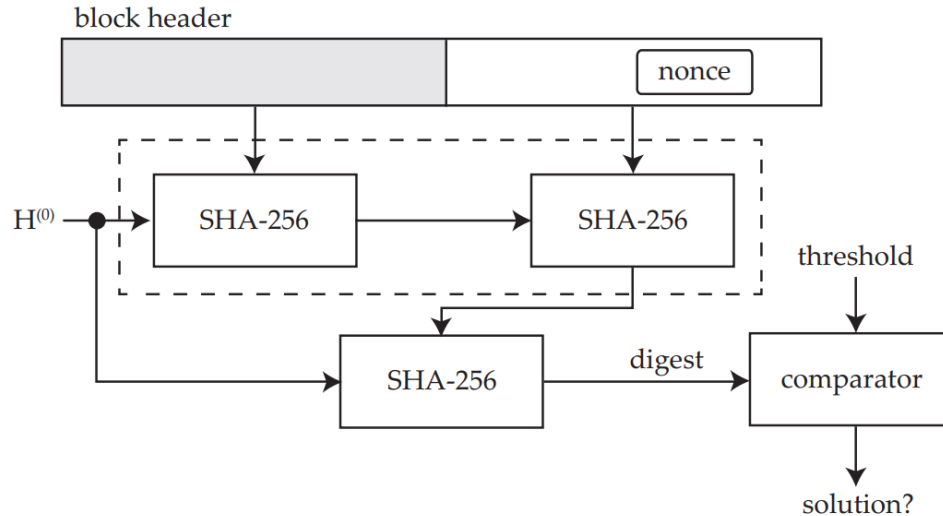 block header
nonce
H(0)
SHA-256
SHA-256
threshold
SHA-256
digest
comparator
solution?